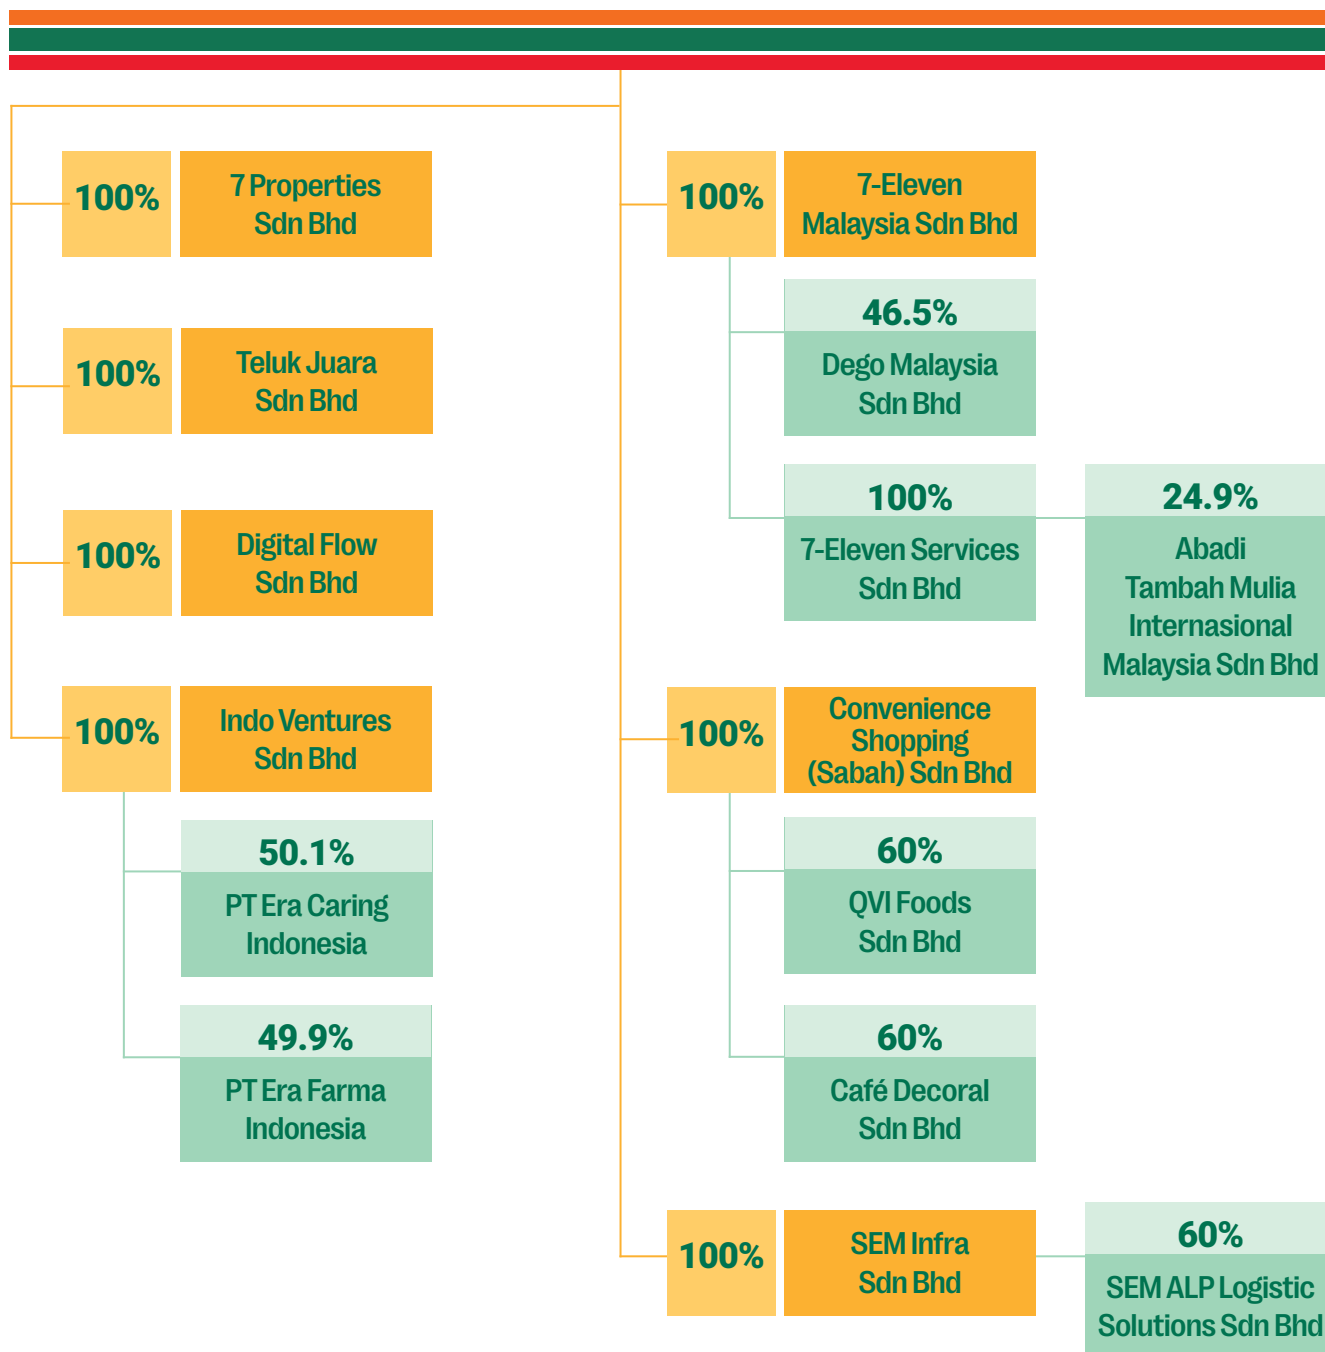 100%
7 Properties
Sdn Bhd
100%
Teluk Juara
Sdn Bhd
100%
Digital Flow
Sdn Bhd
100%
Indo Ventures
Sdn Bhd
50.1%
PT Era Caring
Indonesia
49.9%
PT Era Farma
Indonesia
100%
7-Eleven
Malaysia Sdn Bhd
46.5%
Dego Malaysia
Sdn Bhd
100%
7-Eleven Services
Sdn Bhd
24.9%
Abadi
Tambah Mulia
Internasional
Malaysia Sdn Bhd
100%
Convenience
Shopping
(Sabah) Sdn Bhd
60%
QVI Foods
Sdn Bhd
60%
Café Decoral
Sdn Bhd
100%
SEM Infra
Sdn Bhd
60%
SEM ALP Logistic
Solutions Sdn Bhd